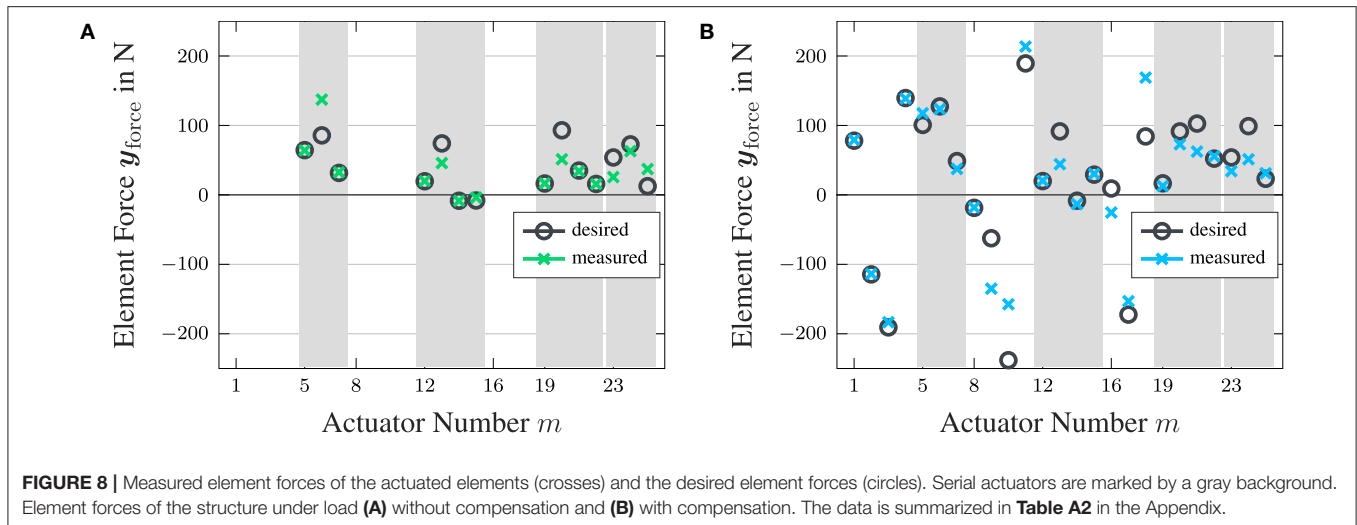 A
Element Force y_force in N
200
100
0
−100
−200
desired
measured
1 5 8 12 16 19 23
Actuator Number m
B
Element Force y_force in N
200
100
0
−100
−200
desired
measured
1 5 8 12 16 19 23
Actuator Number m
FIGURE 8 | Measured element forces of the actuated elements (crosses) and the desired element forces (circles). Serial actuators are marked by a gray background.
Element forces of the structure under load (A) without compensation and (B) with compensation. The data is summarized in Table A2 in the Appendix.